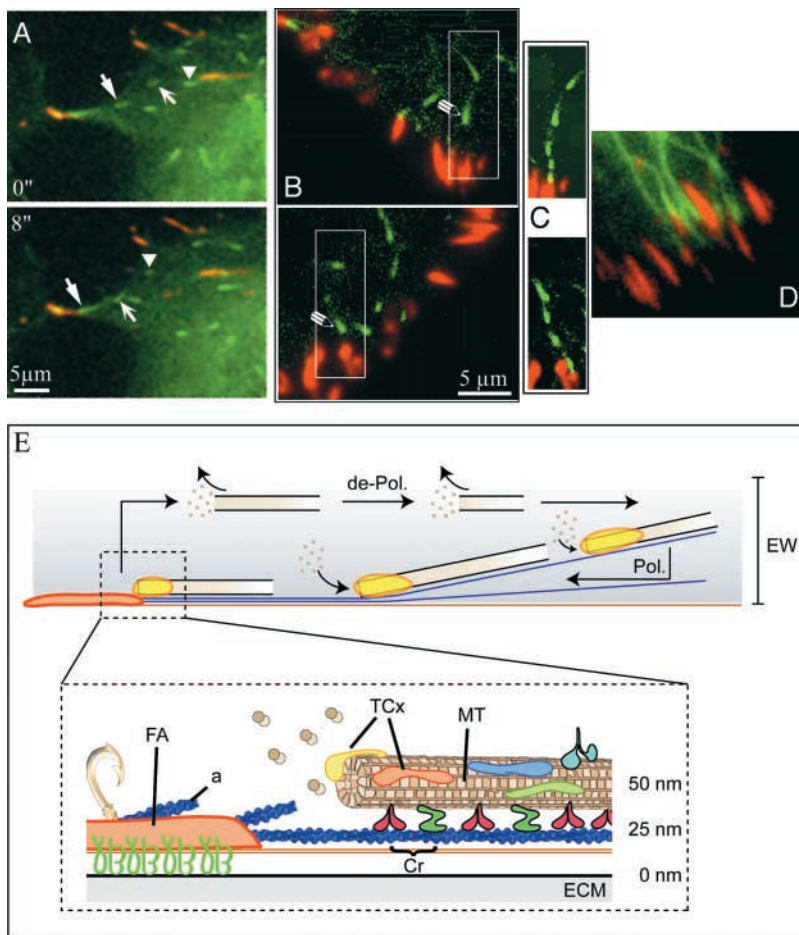 A
0"
8"
5µm
B
5 µm
C
D
E
de-Pol.
EW
Pol.
TCx
MT
FA
a
50 nm
25 nm
Cr
0 nm
ECM